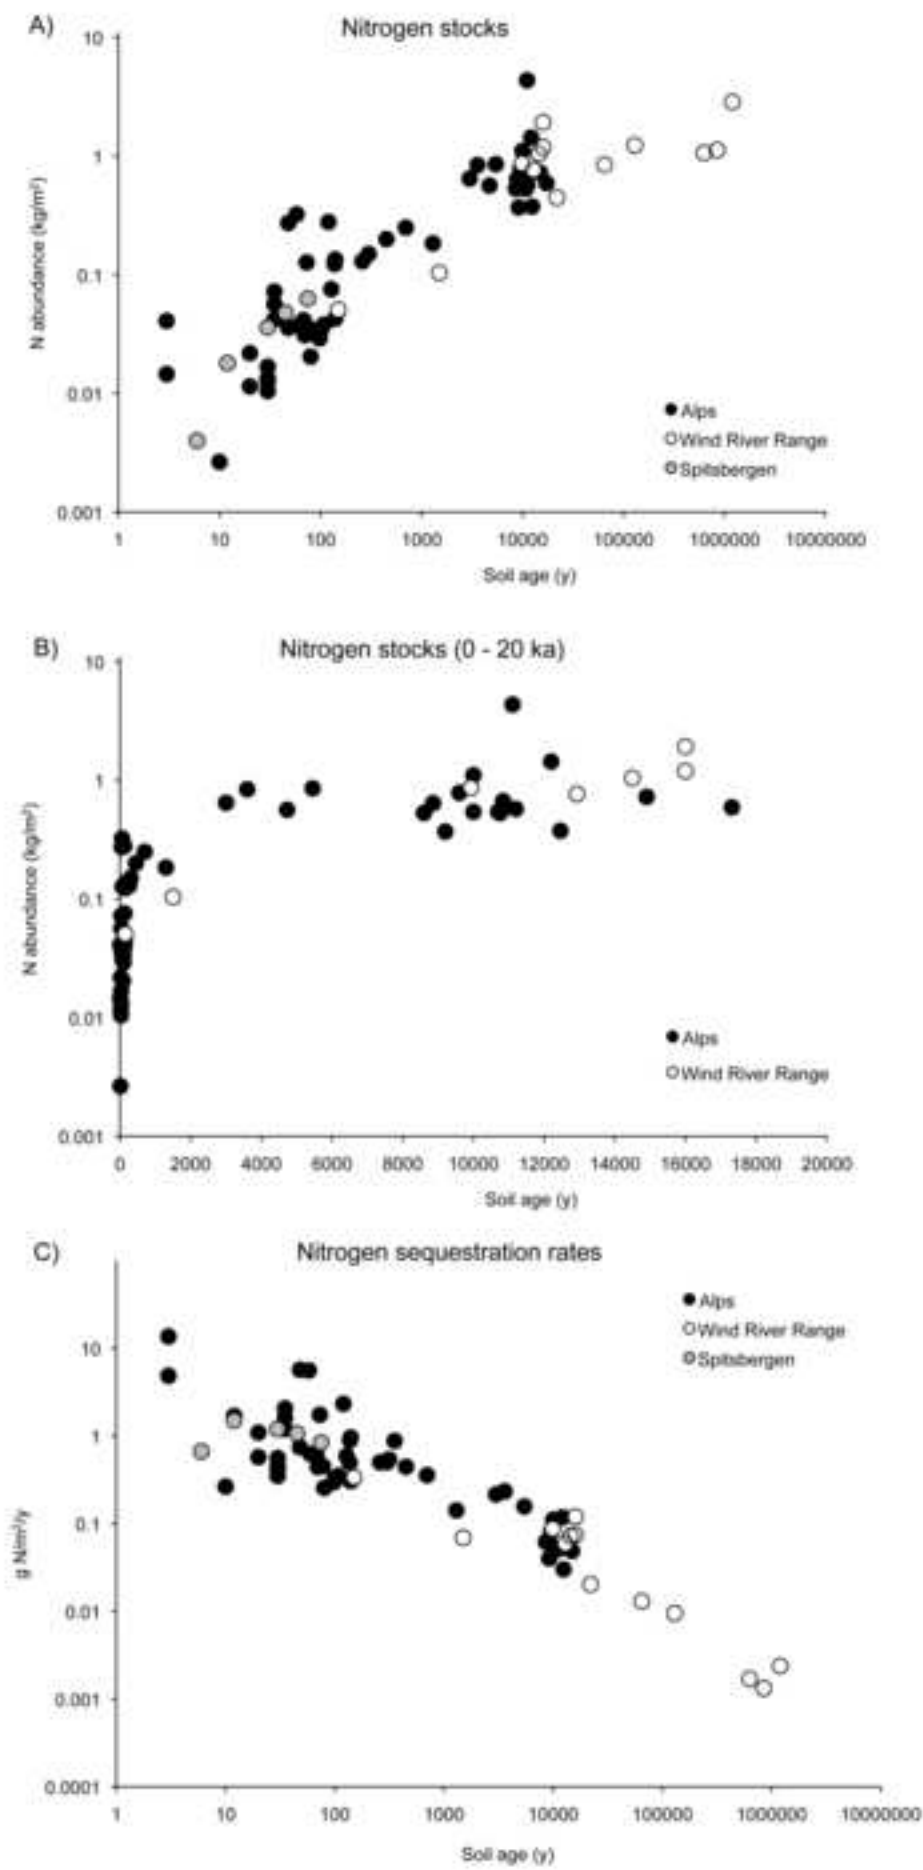 A)
Nitrogen stocks
10
1
0.1
0.01
0.001
N abundance (kg/m²)
Alps
Wind River Range
Spitsbergen
1 10 100 1000 10000 100000 1000000 10000000
Soil age (y)
B)
Nitrogen stocks (0 - 20 ka)
10
1
0.1
0.01
0.001
N abundance (kg/m²)
Alps
Wind River Range
0 2000 4000 6000 8000 10000 12000 14000 16000 18000 20000
Soil age (y)
C)
Nitrogen sequestration rates
Alps
Wind River Range
Spitsbergen
10
1
0.1
0.01
0.001
0.0001
g N/m²/y
1 10 100 1000 10000 100000 1000000 10000000
Soil age (y)